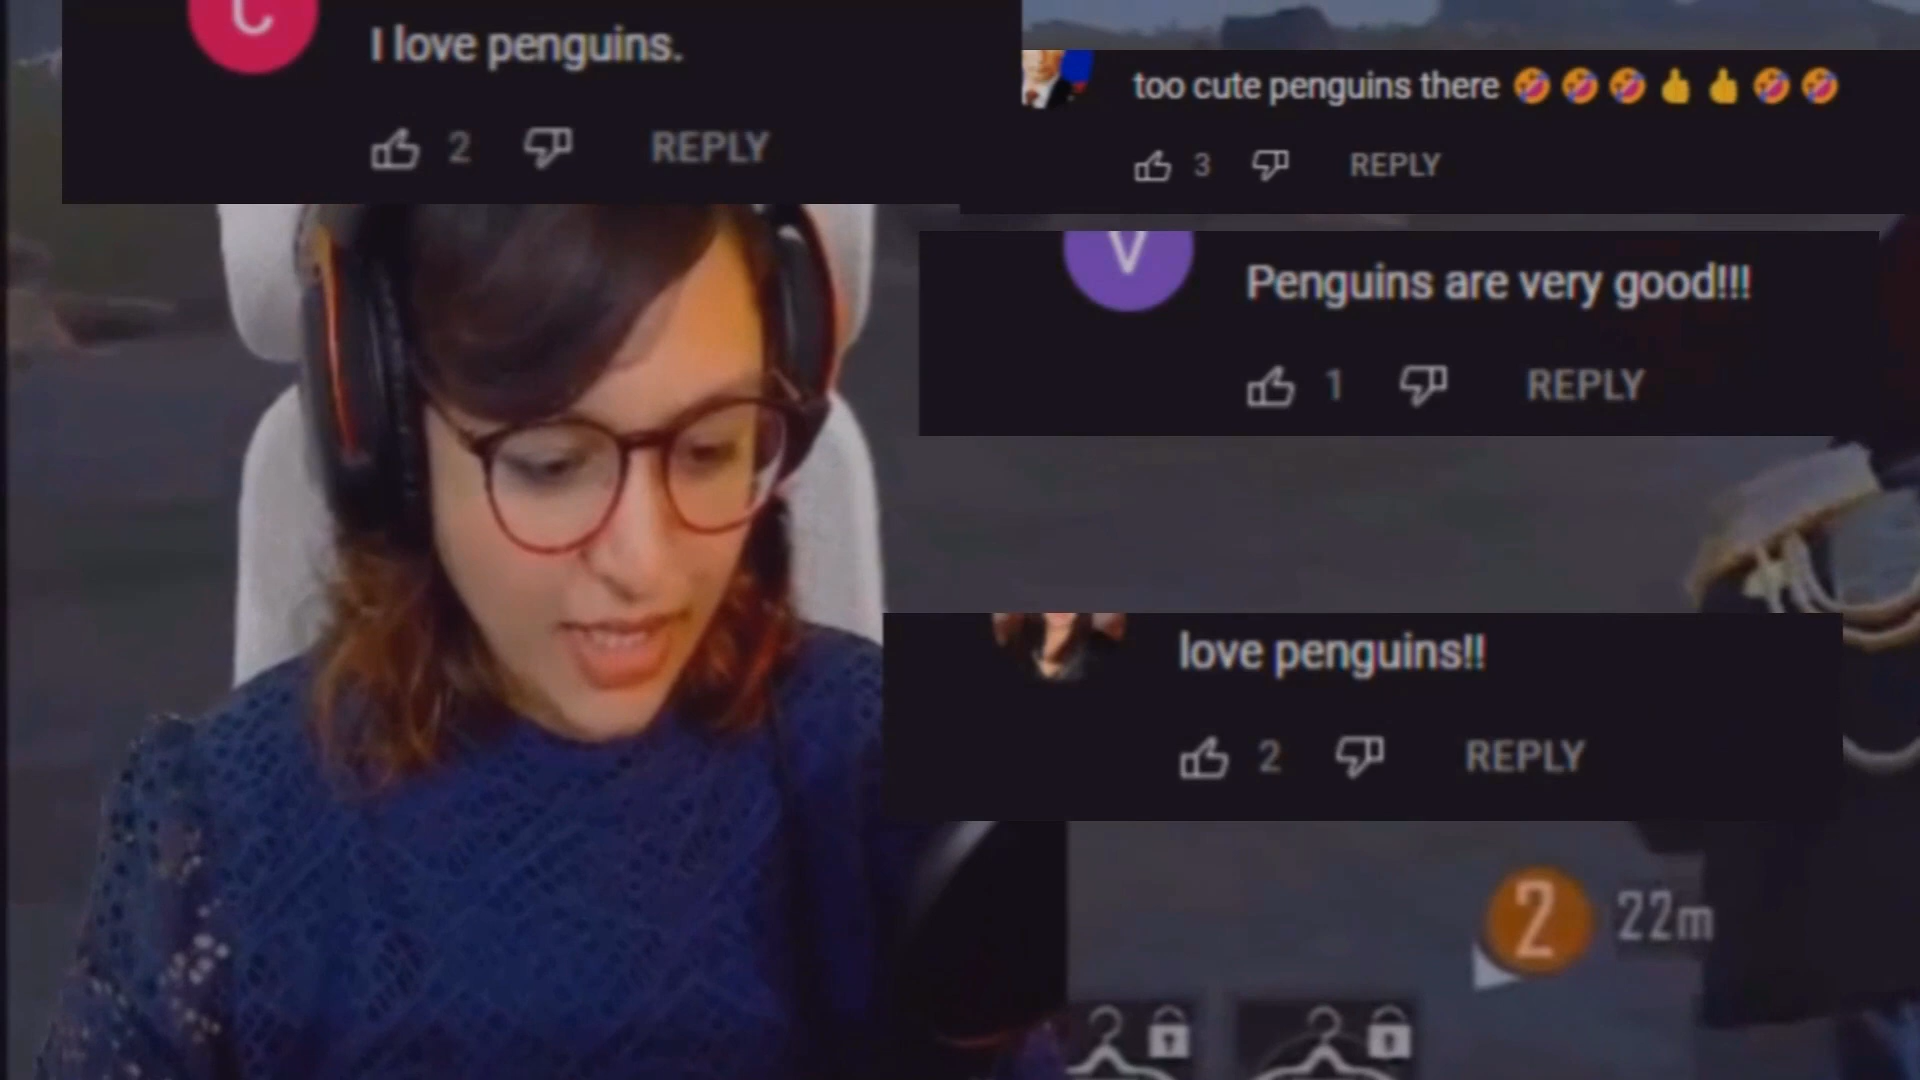 C
I love penguins.
2 REPLY
too cute penguins there 🤣🤣🤣👍👍🤣🤣
3 REPLY
V
Penguins are very good!!!
1 REPLY
love penguins!!
2 REPLY
2 22m